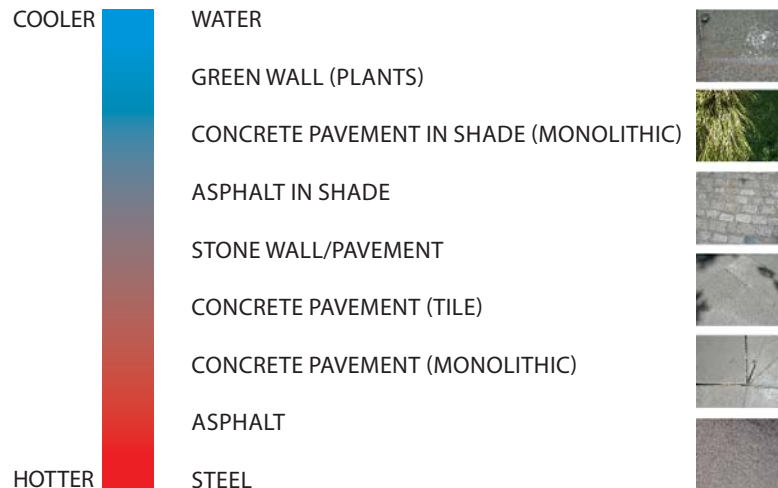 COOLER
WATER
GREEN WALL (PLANTS)
CONCRETE PAVEMENT IN SHADE (MONOLITHIC)
ASPHALT IN SHADE
STONE WALL/PAVEMENT
CONCRETE PAVEMENT (TILE)
CONCRETE PAVEMENT (MONOLITHIC)
ASPHALT
HOTTER
STEEL